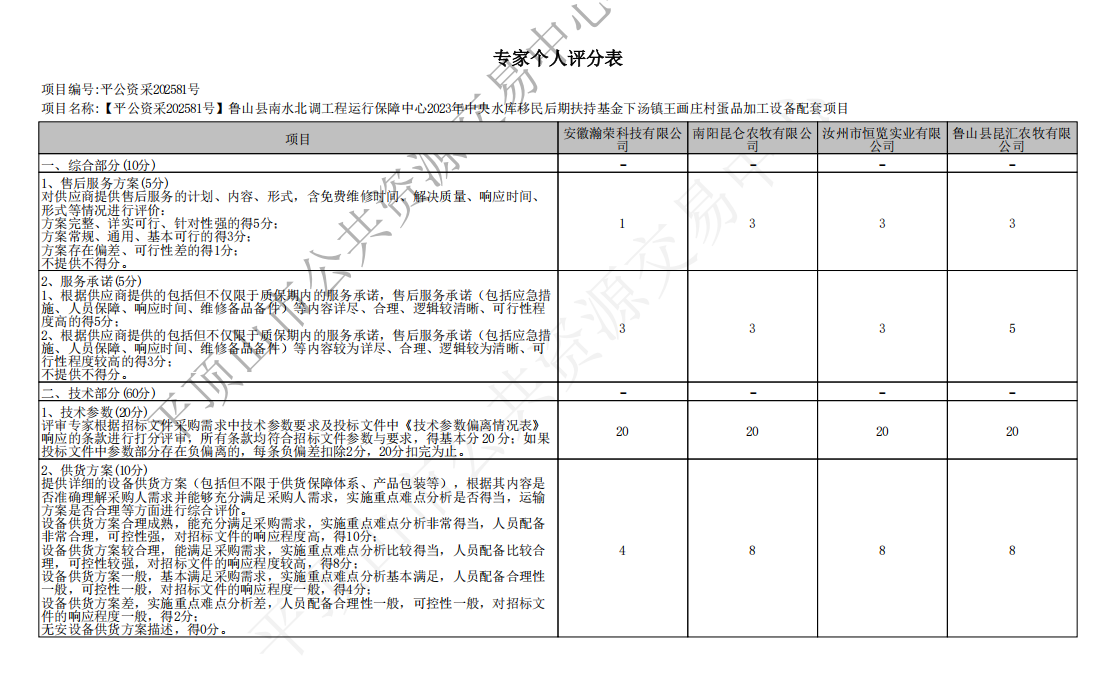 专家个人评分表
项目编号:平公资采202581号
项目名称:【平公资采202581号】鲁山县南水北调工程运行保障中心2023年中央水库移民后期扶持基金下汤镇王画庄村蛋品加工设备配套项目
项目
安徽瀚荣科技有限公
司
南阳昆仑农牧有限公
司
汝州市恒览实业有限
公司
鲁山县昆汇农牧有限
公司
一、综合部分(10分)
- - - -
1、售后服务方案(5分)
对供应商提供售后服务的计划、内容、形式，含免费维修时间、解决质量、响应时间、
形式等情况进行评价:
方案完整、详实可行、针对性强的得5分;
方案常规、通用、基本可行的得3分;
方案存在偏差、可行性差的得1分;
不提供不得分。
1 3 3 3
2、服务承诺(5分)
1、根据供应商提供的包括但不仅限于质保期内的服务承诺，售后服务承诺（包括应急措
施、人员保障、响应时间、维修备品备件）等内容详尽、合理、逻辑较清晰、可行性程
度高的得5分;
2、根据供应商提供的包括但不仅限于质保期内的服务承诺，售后服务承诺（包括应急措
施、人员保障、响应时间、维修备品备件）等内容较为详尽、合理、逻辑较为清晰、可
行性程度较高的得3分;
不提供不得分。
3 3 3 5
二、技术部分(60分)
- - - -
1、技术参数(20分)
评审专家根据招标文件采购需求中技术参数要求及投标文件中《技术参数偏离情况表》
响应的条款进行打分评审，所有条款均符合招标文件参数与要求，得基本分 20 分; 如果
投标文件中参数部分存在负偏离的，每条负偏差扣除2分，20分扣完为止。
20 20 20 20
2、供货方案(10分)
提供详细的设备供货方案（包括但不限于供货保障体系、产品包装等），根据其内容是
否准确理解采购人需求并能够充分满足采购人需求，实施重点难点分析是否得当，运输
方案是否合理等方面进行综合评价。
设备供货方案合理成熟，能充分满足采购需求，实施重点难点分析非常得当，人员配备
非常合理，可控性强，对招标文件的响应程度高，得10分;
设备供货方案较合理，能满足采购需求，实施重点难点分析比较得当，人员配备比较合
理，可控性较强，对招标文件的响应程度较高，得8分;
设备供货方案一般，基本满足采购需求，实施重点难点分析基本满足，人员配备合理性
一般，可控性一般，对招标文件的响应程度一般，得4分;
设备供货方案差，实施重点难点分析差，人员配备合理性一般，可控性一般，对招标文
件的响应程度一般，得2分;
无安设备供货方案描述，得0分。
4 8 8 8
平顶山市公共资源交易中心
平顶山市公共资源交易中